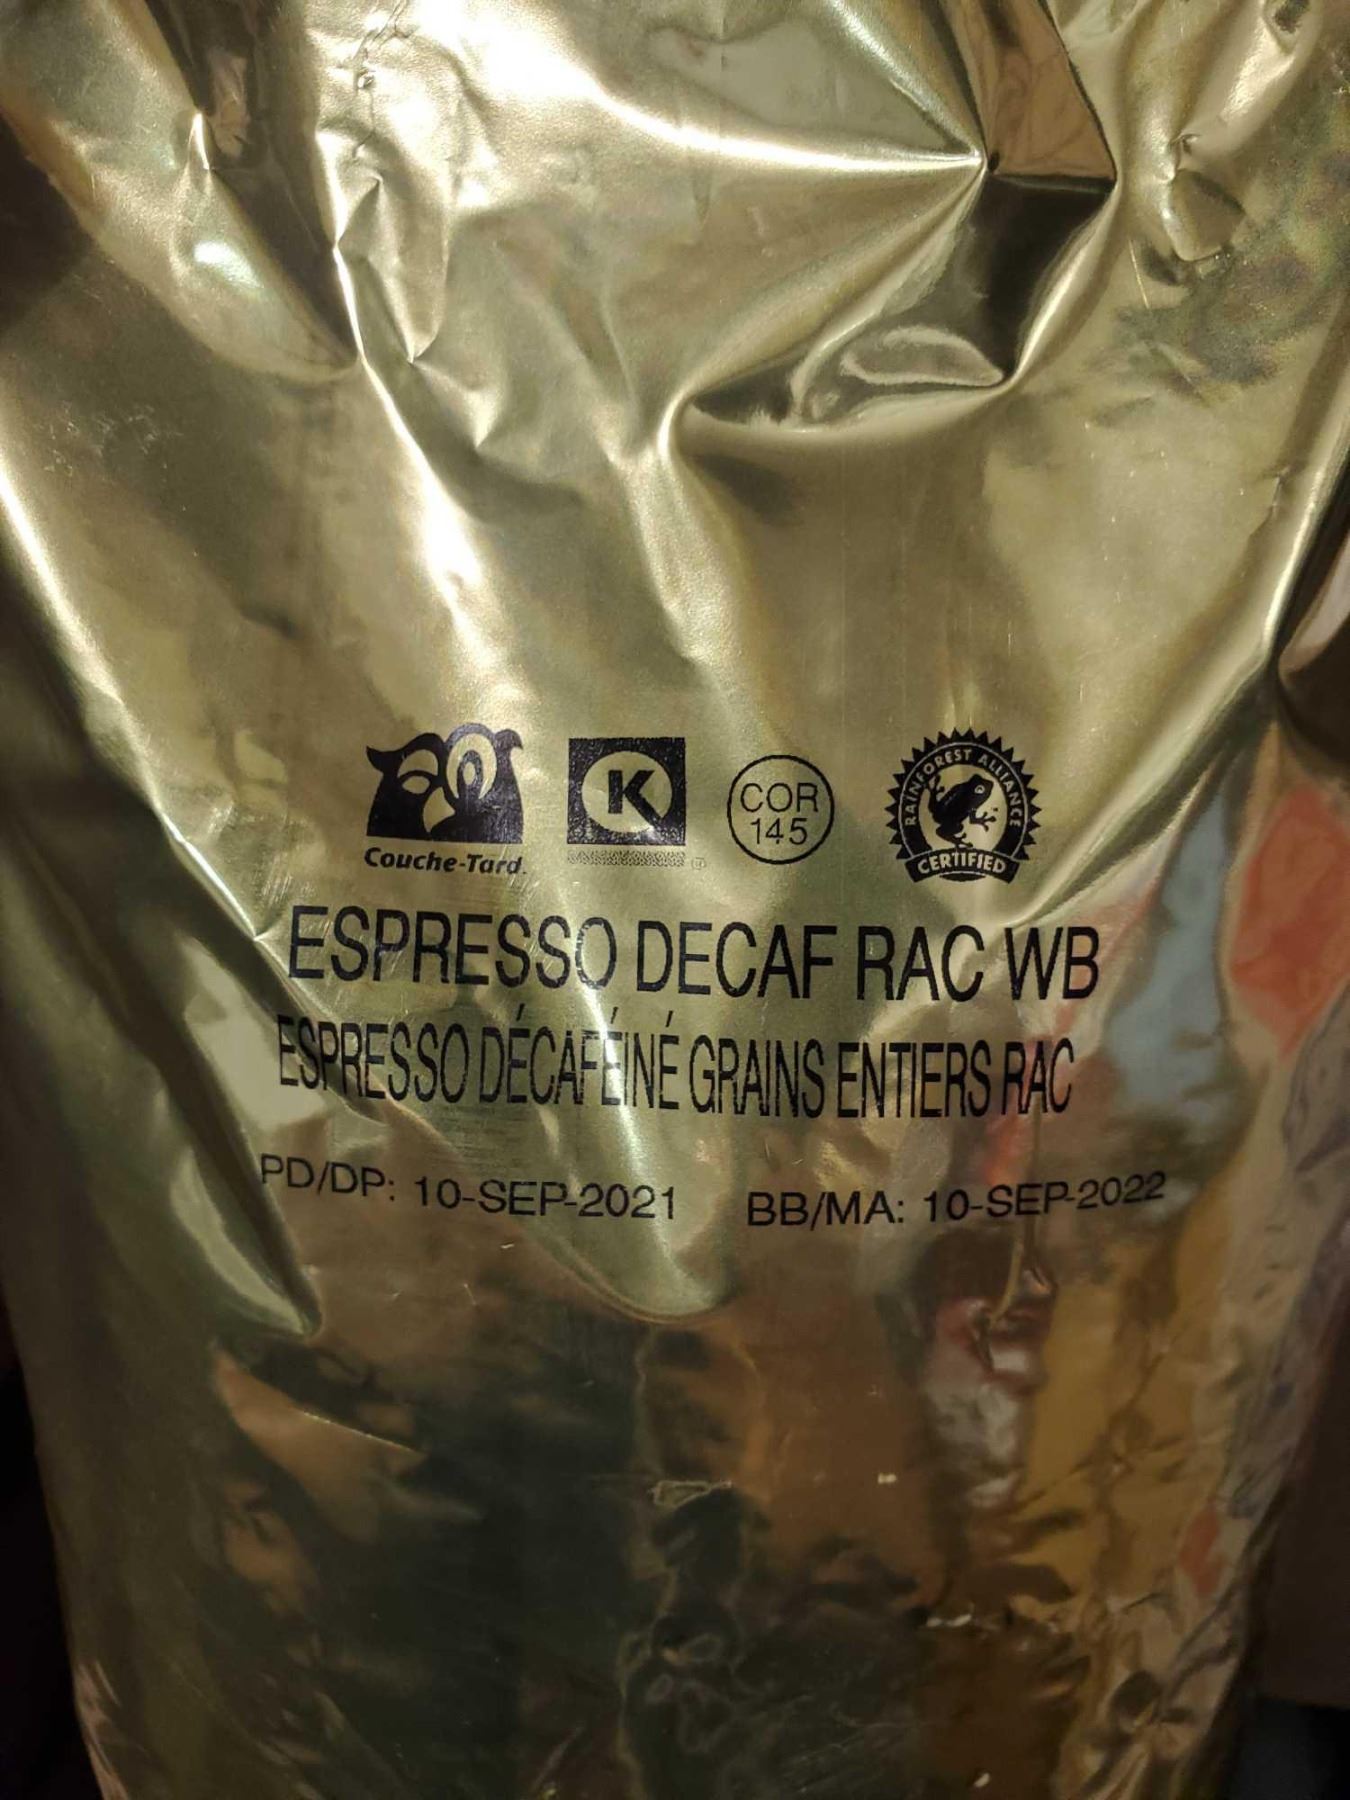 Couche-Tard.
K
COR
145
RAINFOREST ALLIANCE
CERTIFIED
ESPRESSO DECAF RAC WB
ESPRESSO DÉCAFÉINÉ GRAINS ENTIERS RAC
PD/DP: 10-SEP-2021 BB/MA: 10-SEP-2022